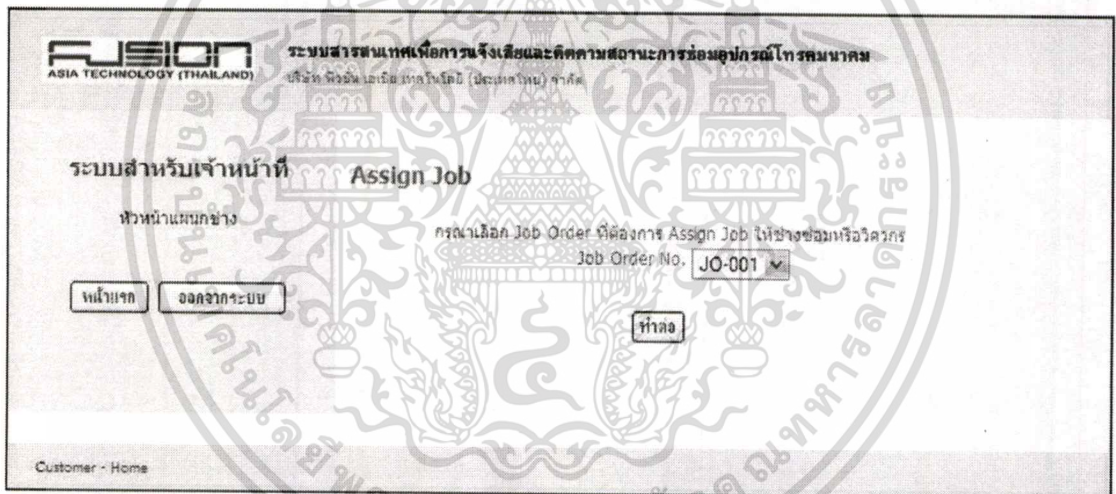 FUSION
ASIA TECHNOLOGY (THAILAND)
ระบบสารสนเทศเพื่อการแจ้งเสียและติดตามสถานะการซ่อมอุปกรณ์โทรคมนาคม
บริษัท ฟิวชั่น เอเชีย เทคโนโลยี (ประเทศไทย) จำกัด
ระบบสำหรับเจ้าหน้าที่
หัวหน้าแผนกช่าง
หน้าแรก
ออกจากระบบ
Assign Job
กรุณาเลือก Job Order ที่ต้องการ Assign Job ให้ช่างซ่อมหรือวิศวกร
Job Order No. JO-001
ทำต่อ
Customer - Home